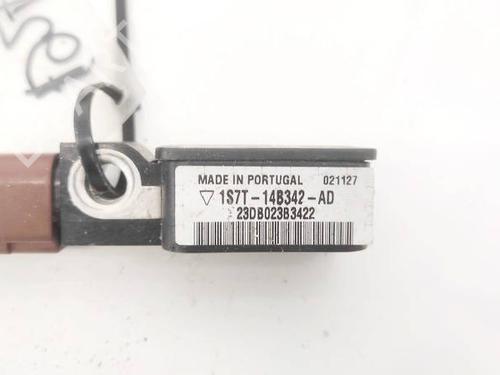 MADE IN PORTUGAL 021127
▽ 1S7T-14B342-AD
23DB023B3422